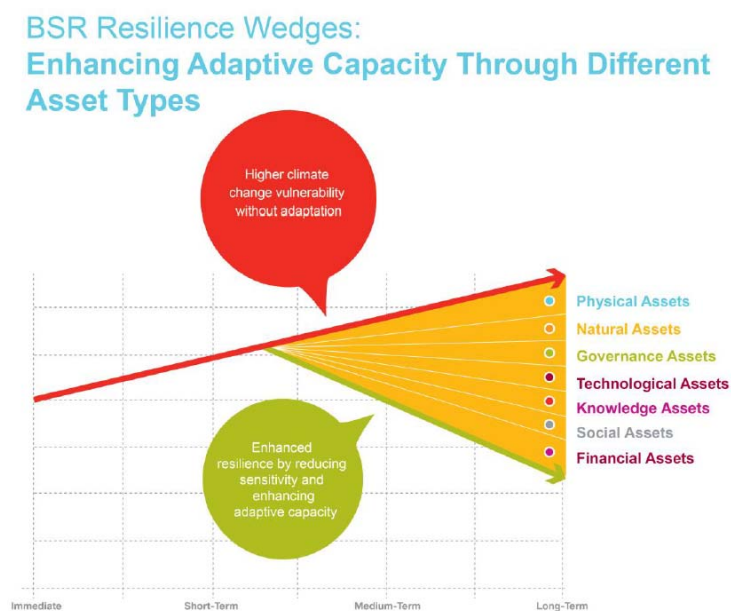 BSR Resilience Wedges:
Enhancing Adaptive Capacity Through Different
Asset Types
Higher climate
change vulnerability
without adaptation
Physical Assets
Natural Assets
Governance Assets
Technological Assets
Knowledge Assets
Social Assets
Financial Assets
Enhanced
resilience by reducing
sensitivity and
enhancing
adaptive capacity
Immediate
Short-Term
Medium-Term
Long-Term